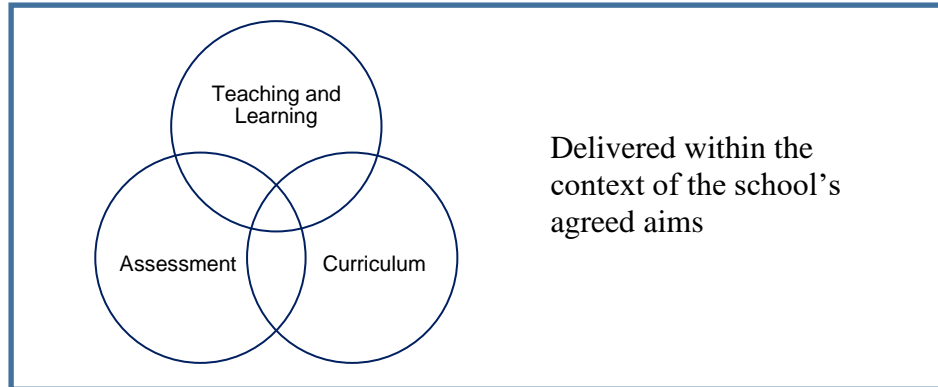 Teaching and
Learning
Assessment
Curriculum
Delivered within the
context of the school’s
agreed aims